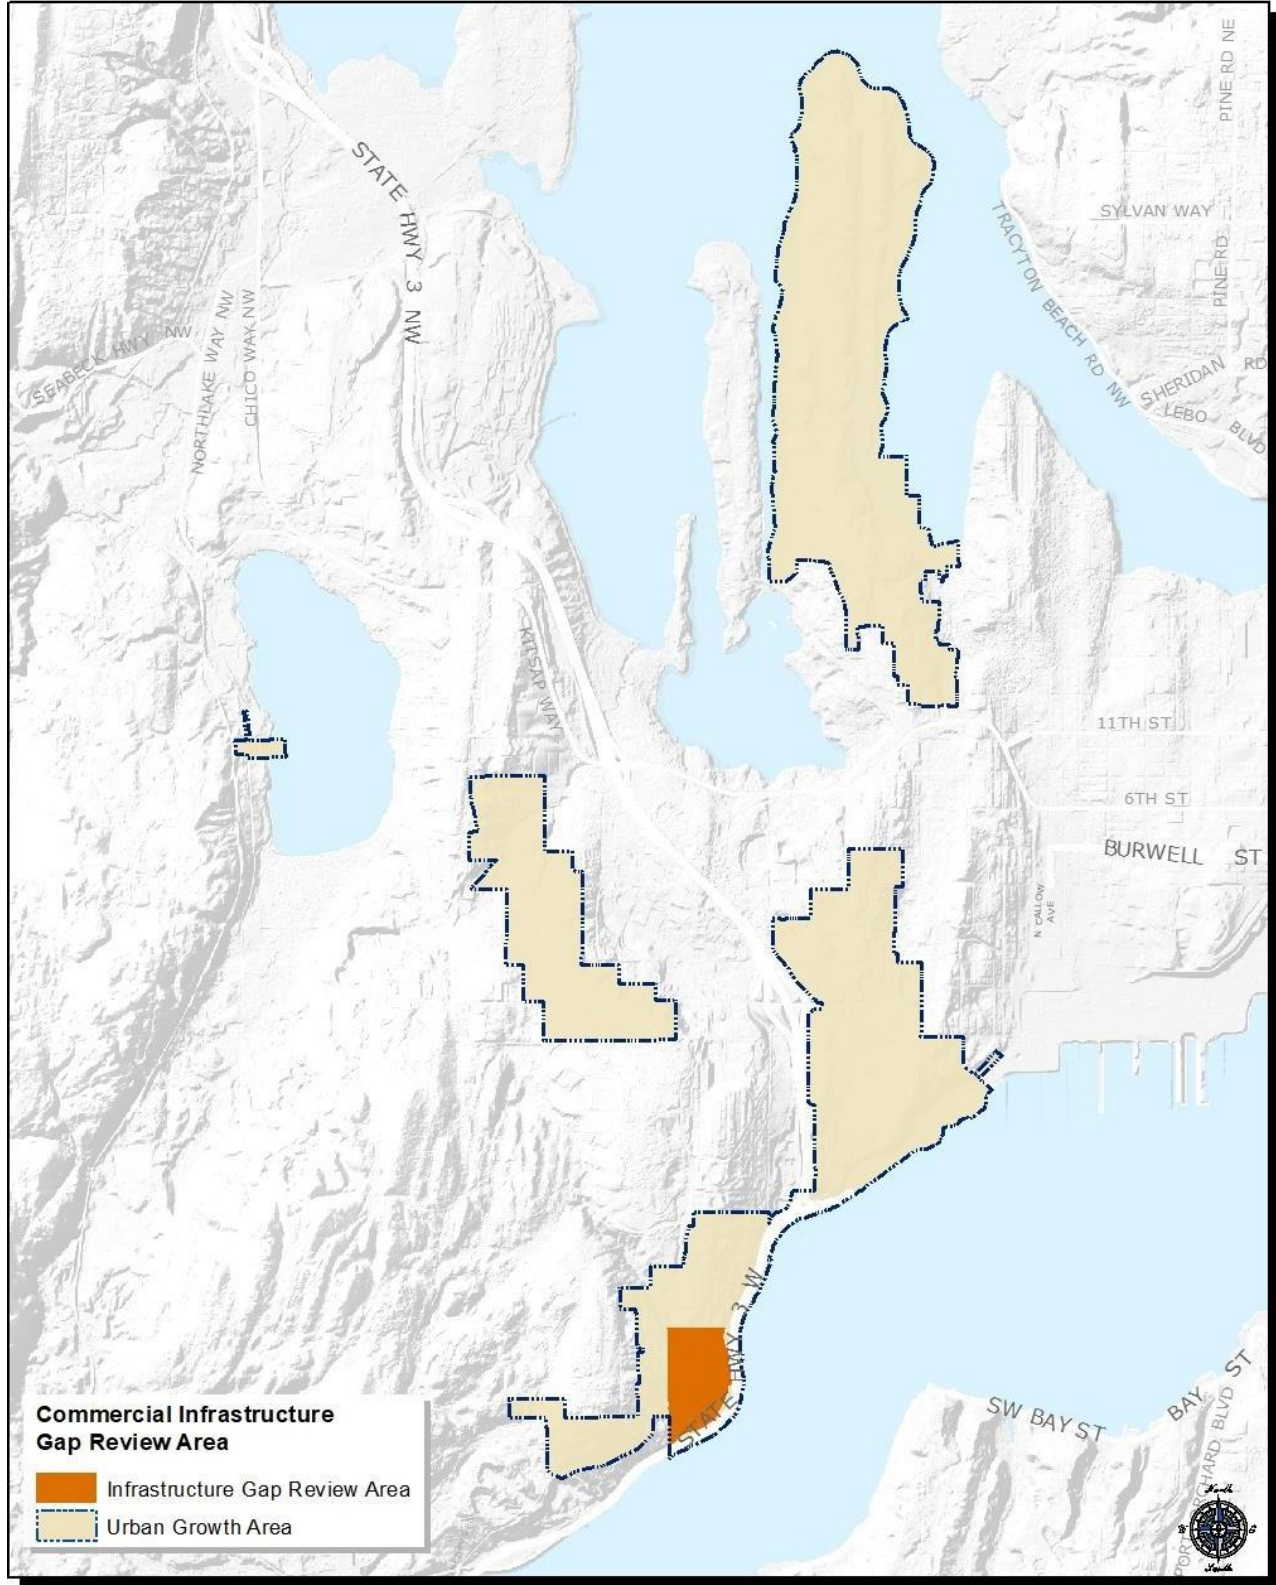 PINE RD NE
STATE HWY 3 NW
SYLVAN WAY
TRACYTON BEACH RD NW
PINE RD
SEABECK HWY NW
NORTHLAKE WAY NW
CHICO WAY NW
SHERIDAN RD
LEBO BLVD
KITSAP WAY
11TH ST
6TH ST
BURWELL ST
N CALLOW
AVE
STATE HWY 3 W
SW BAY ST
BAY ST
Commercial Infrastructure
Gap Review Area
Infrastructure Gap Review Area
Urban Growth Area
North
South